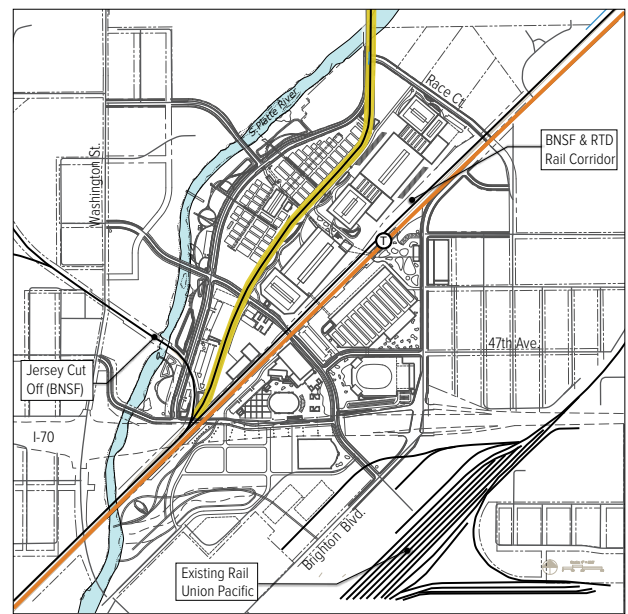 S. Platte River
Race Ct.
Washington St.
BNSF & RTD
Rail Corridor
T
47th Ave.
Jersey Cut
Off (BNSF)
I-70
Brighton Blvd.
Existing Rail
Union Pacific